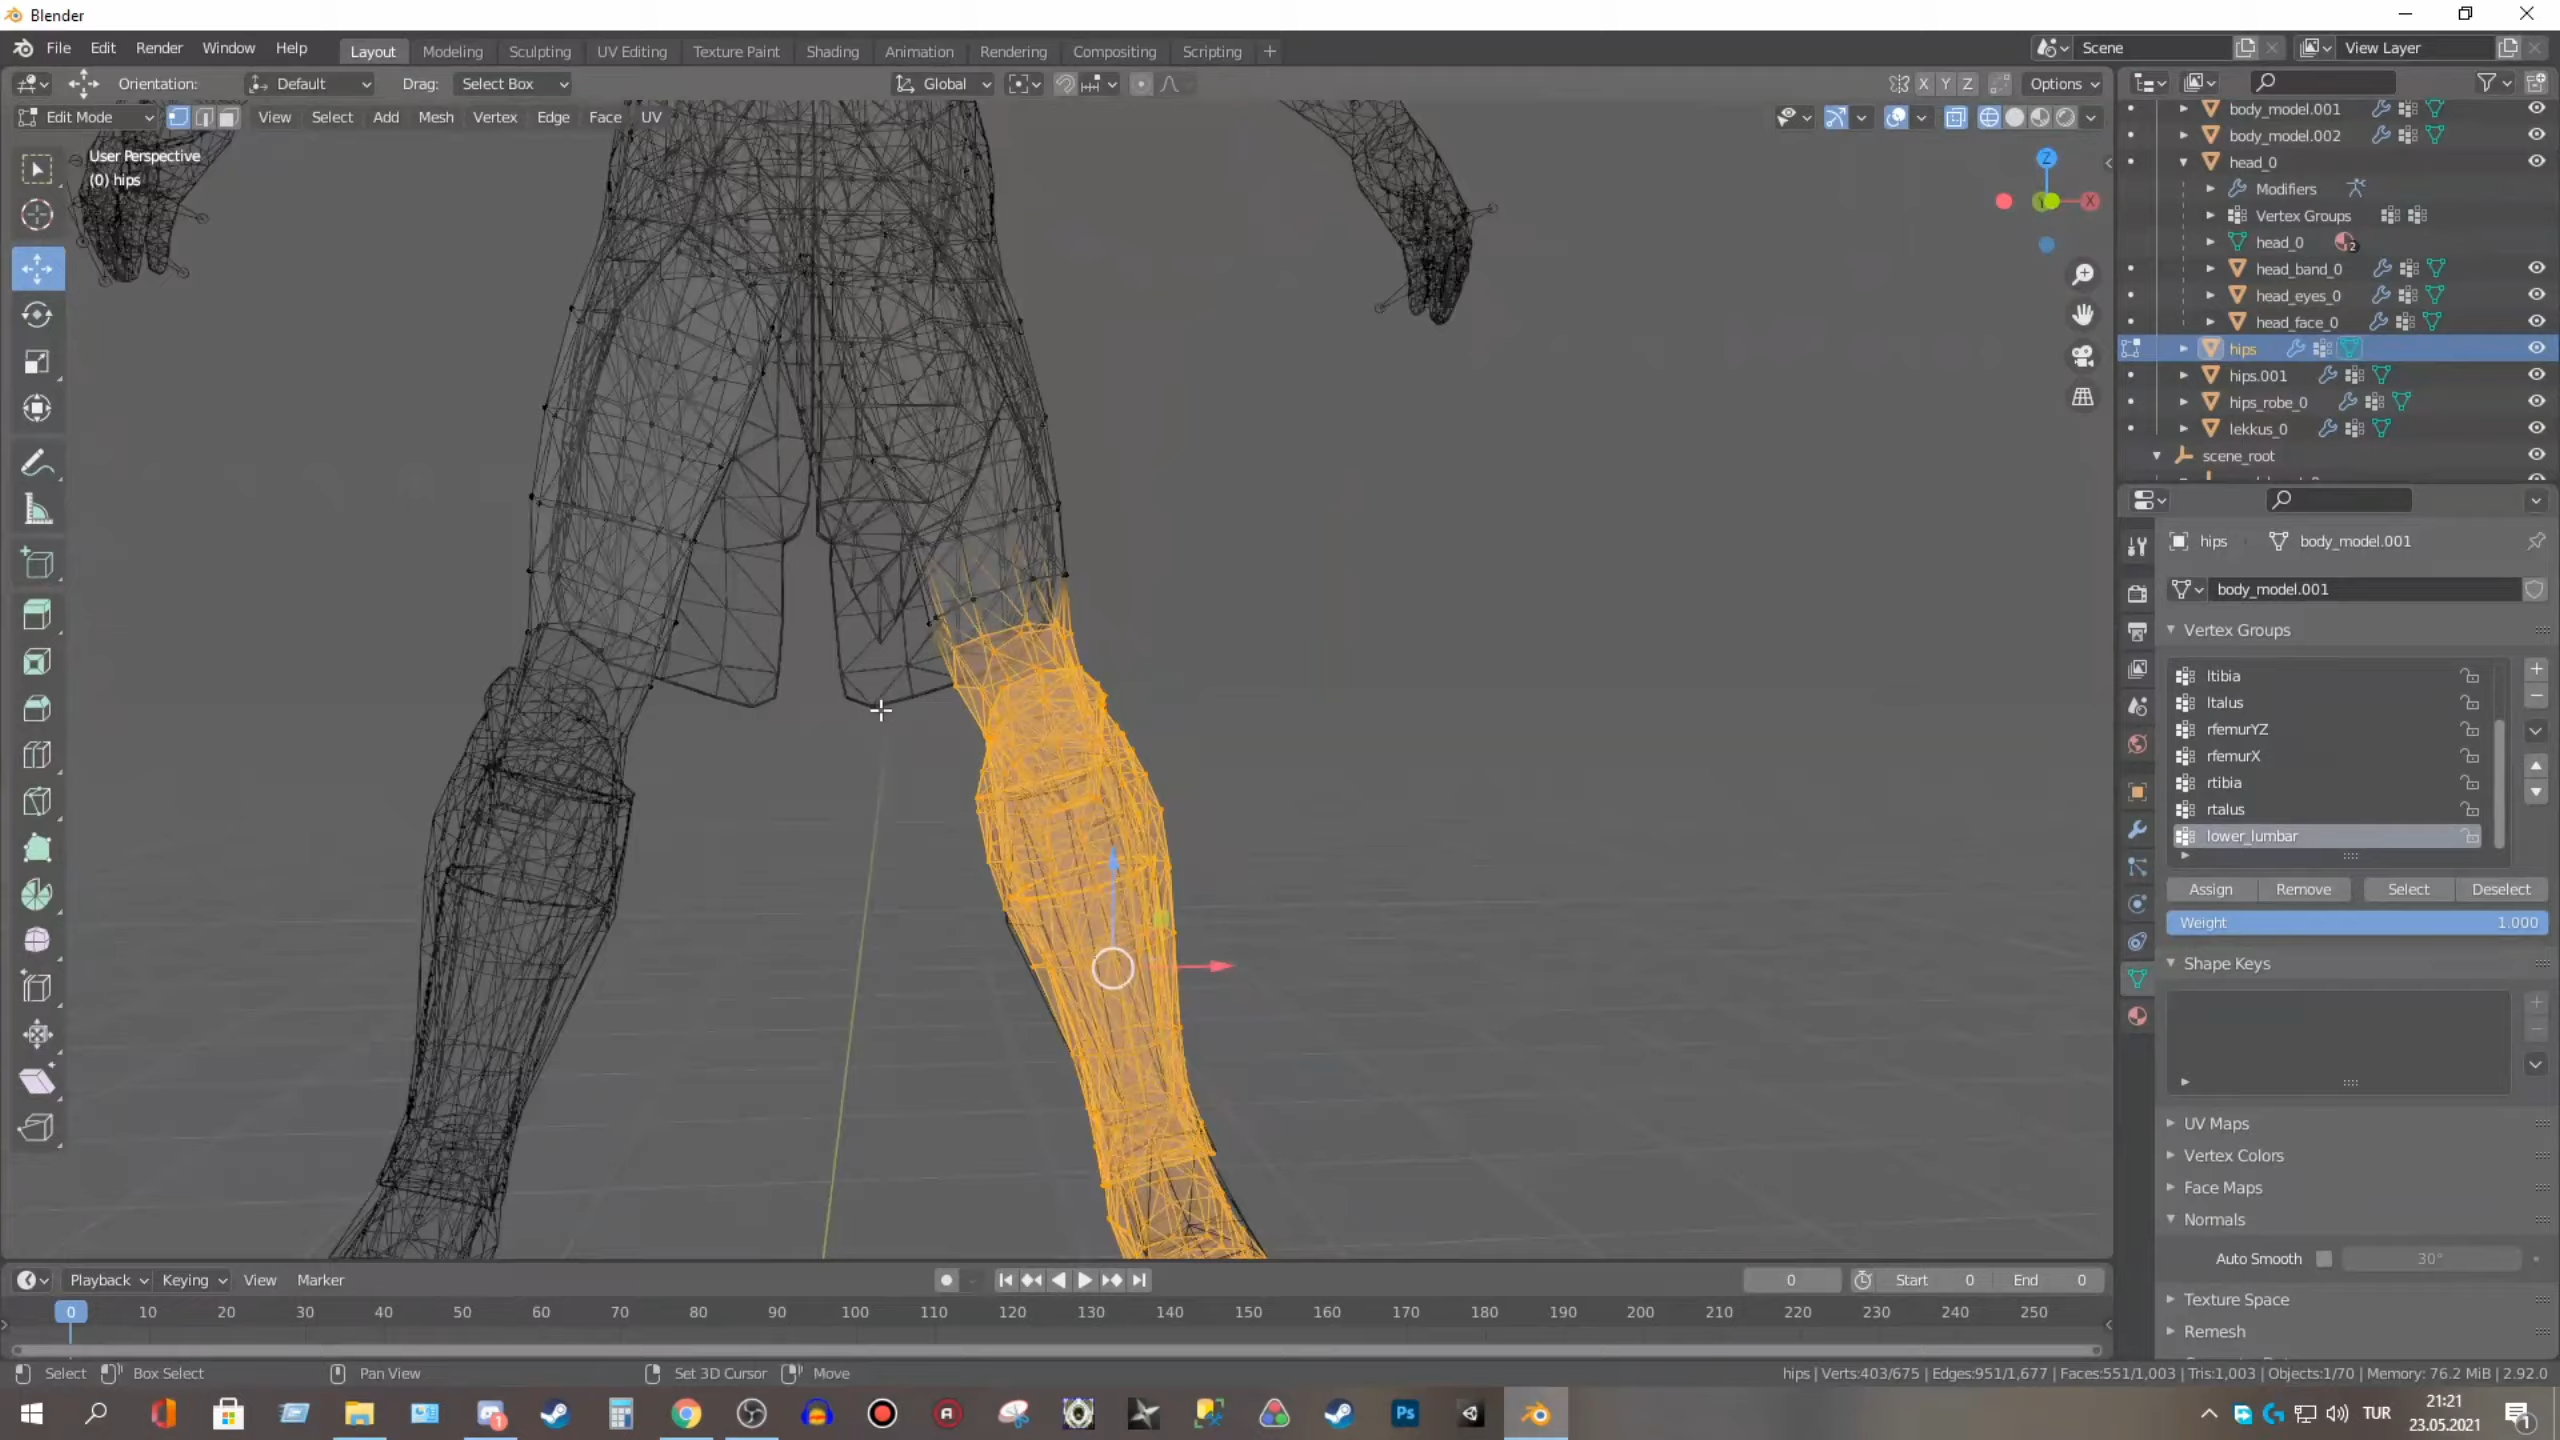 Blender
File Edit Render Window Help Layout Modeling Sculpting UV Editing Texture Paint Shading Animation Rendering Compositing Scripting + Scene View Layer
Orientation: Default Drag: Select Box Global X Y Z Options
Edit Mode View Select Add Mesh Vertex Edge Face UV
User Perspective
(0) hips
Z
X
body_model.001
body_model.002
head_0
Modifiers
Vertex Groups
head_0 2
head_band_0
head_eyes_0
head_face_0
hips
hips.001
hips_robe_0
lekkus_0
scene_root
hips body_model.001
body_model.001
Vertex Groups
ltibia
ltalus
rfemurYZ
rfemurX
rtibia
rtalus
lower_lumbar
Assign Remove Select Deselect
Weight 1.000
Shape Keys
UV Maps
Vertex Colors
Face Maps
Normals
Auto Smooth 30°
Texture Space
Remesh
Playback Keying View Marker 0 Start 0 End 0
0 10 20 30 40 50 60 70 80 90 100 110 120 130 140 150 160 170 180 190 200 210 220 230 240 250
Select Box Select Pan View Set 3D Cursor Move hips | Verts:403/675 | Edges:951/1,677 | Faces:551/1,003 | Tris:1,003 | Objects:1/70 | Memory: 76.2 MiB | 2.92.0
1 Ps TUR 21:21 1
23.05.2021